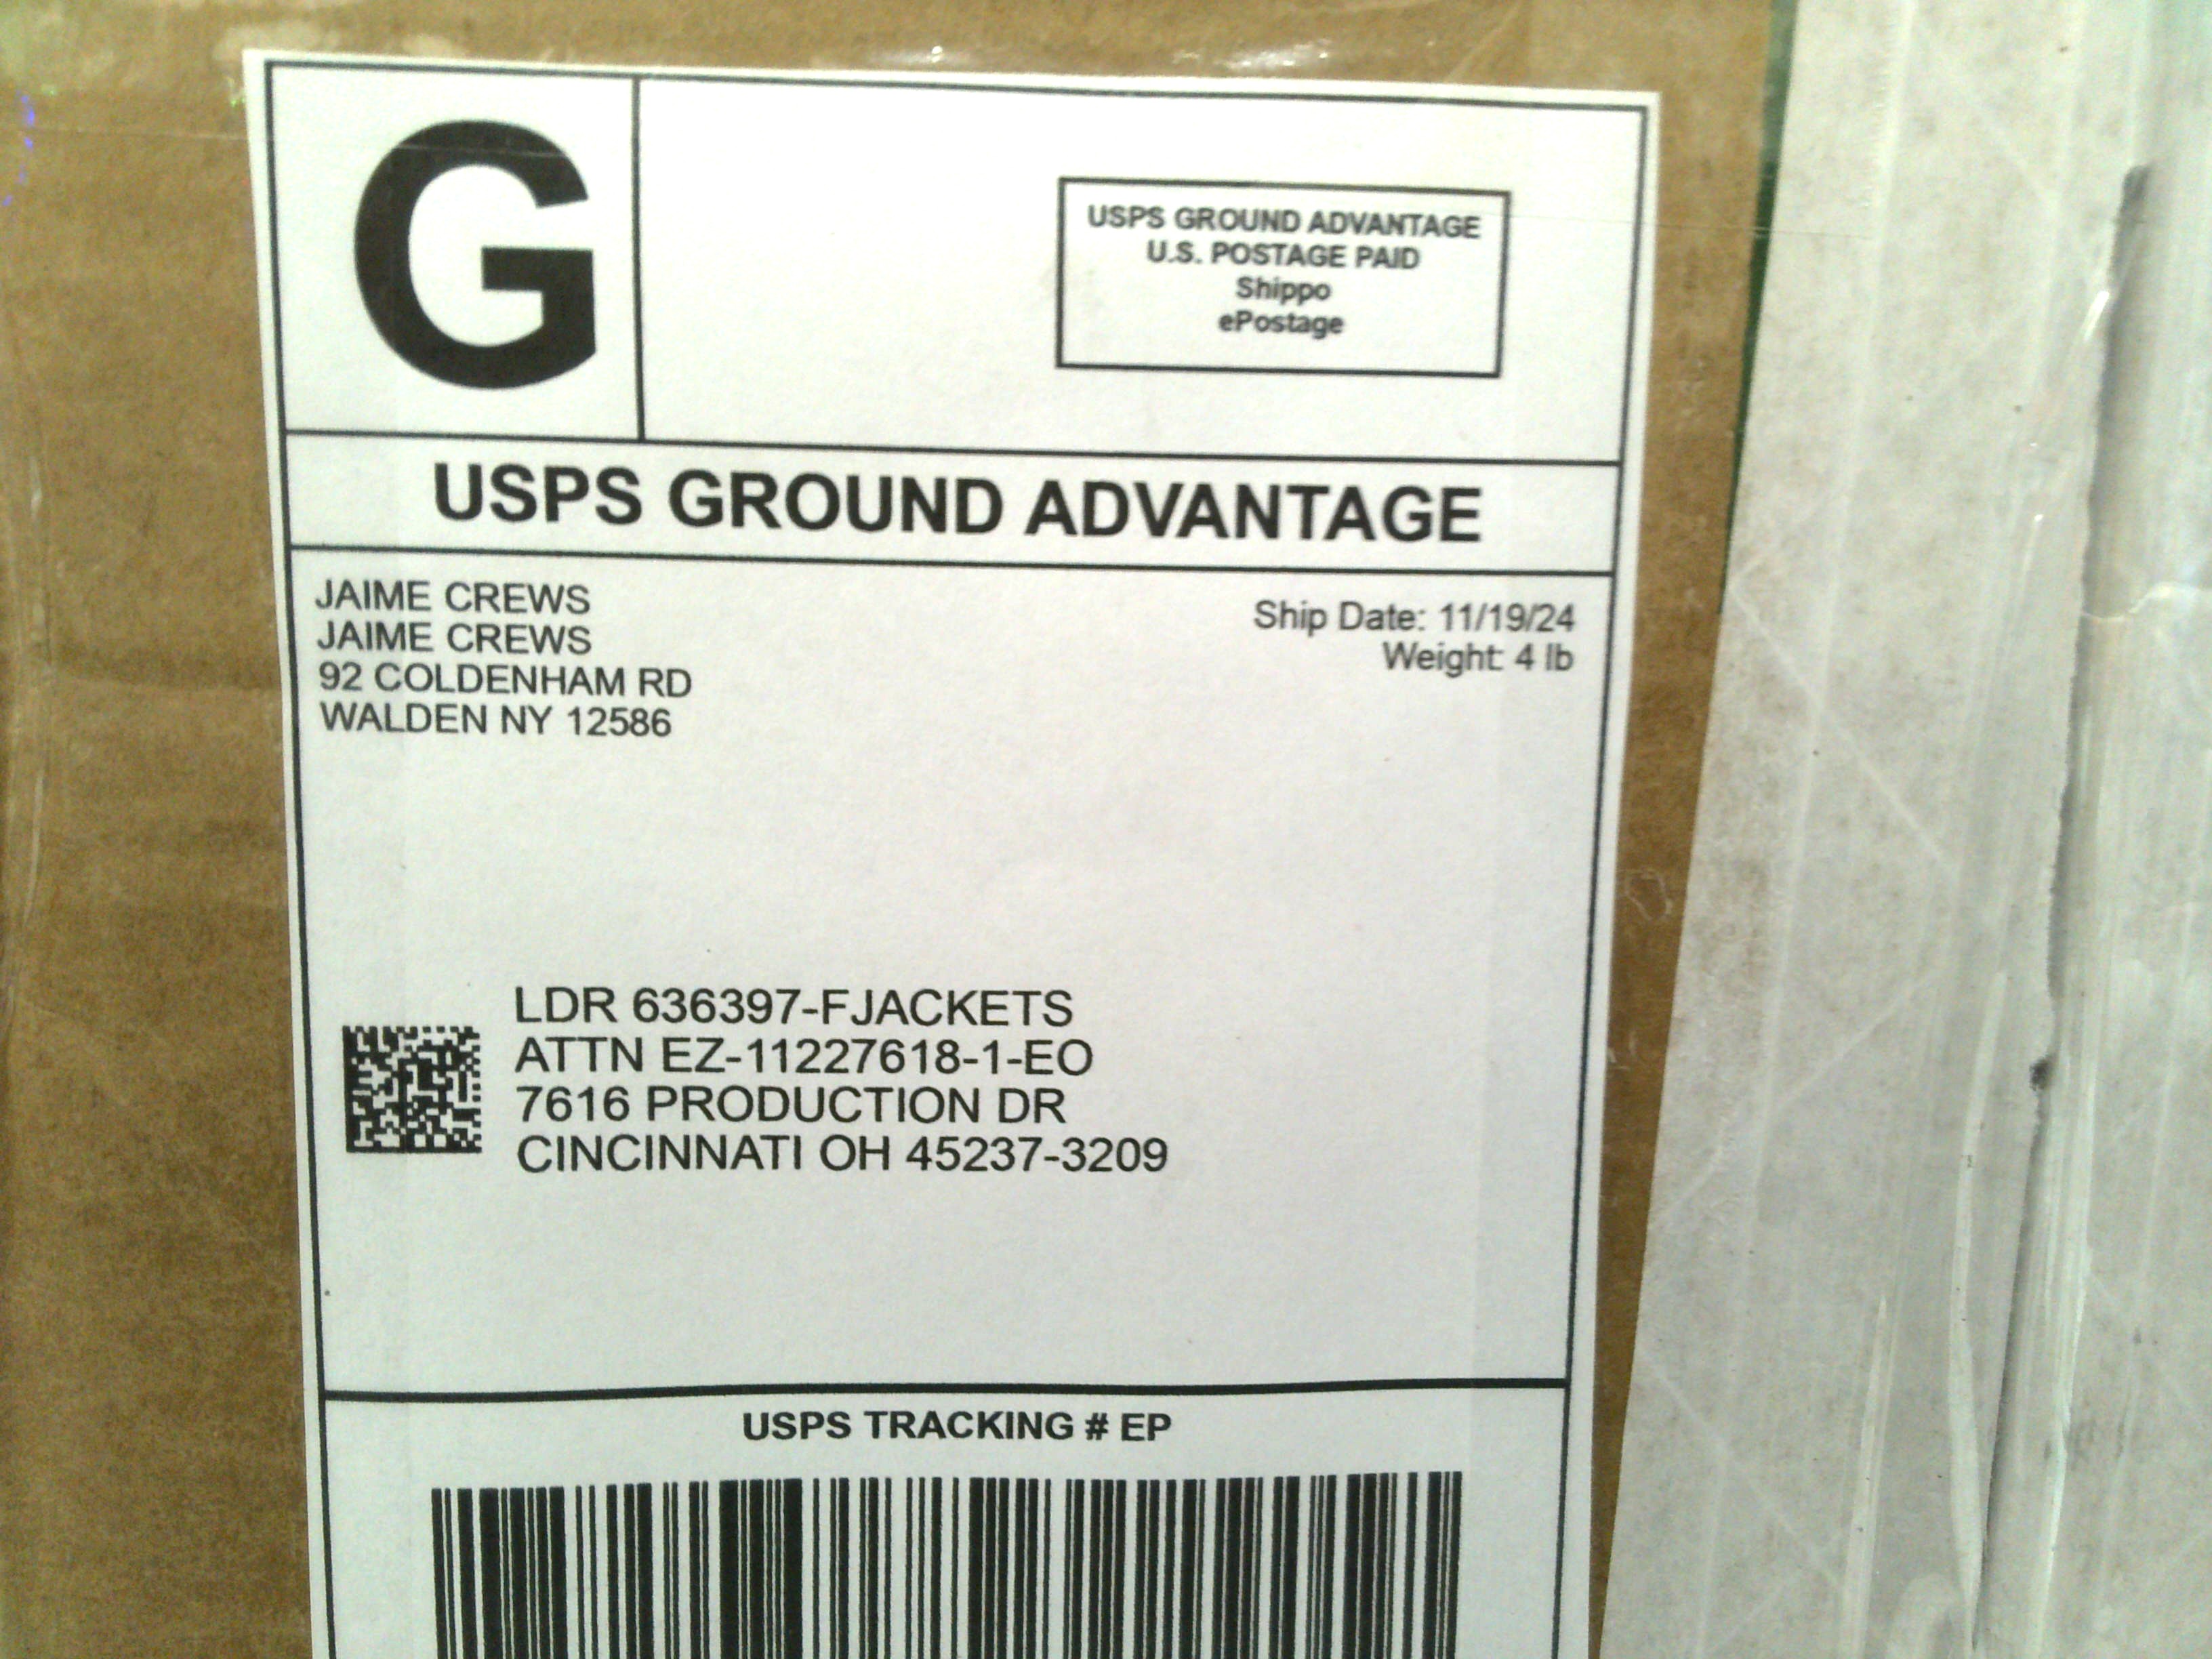 G
USPS GROUND ADVANTAGE
U.S. POSTAGE PAID
Shippo
ePostage
USPS GROUND ADVANTAGE
JAIME CREWS
JAIME CREWS
92 COLDENHAM RD
WALDEN NY 12586
Ship Date: 11/19/24
Weight: 4 lb
LDR 636397-FJACKETS
ATTN EZ-11227618-1-EO
7616 PRODUCTION DR
CINCINNATI OH 45237-3209
USPS TRACKING # EP